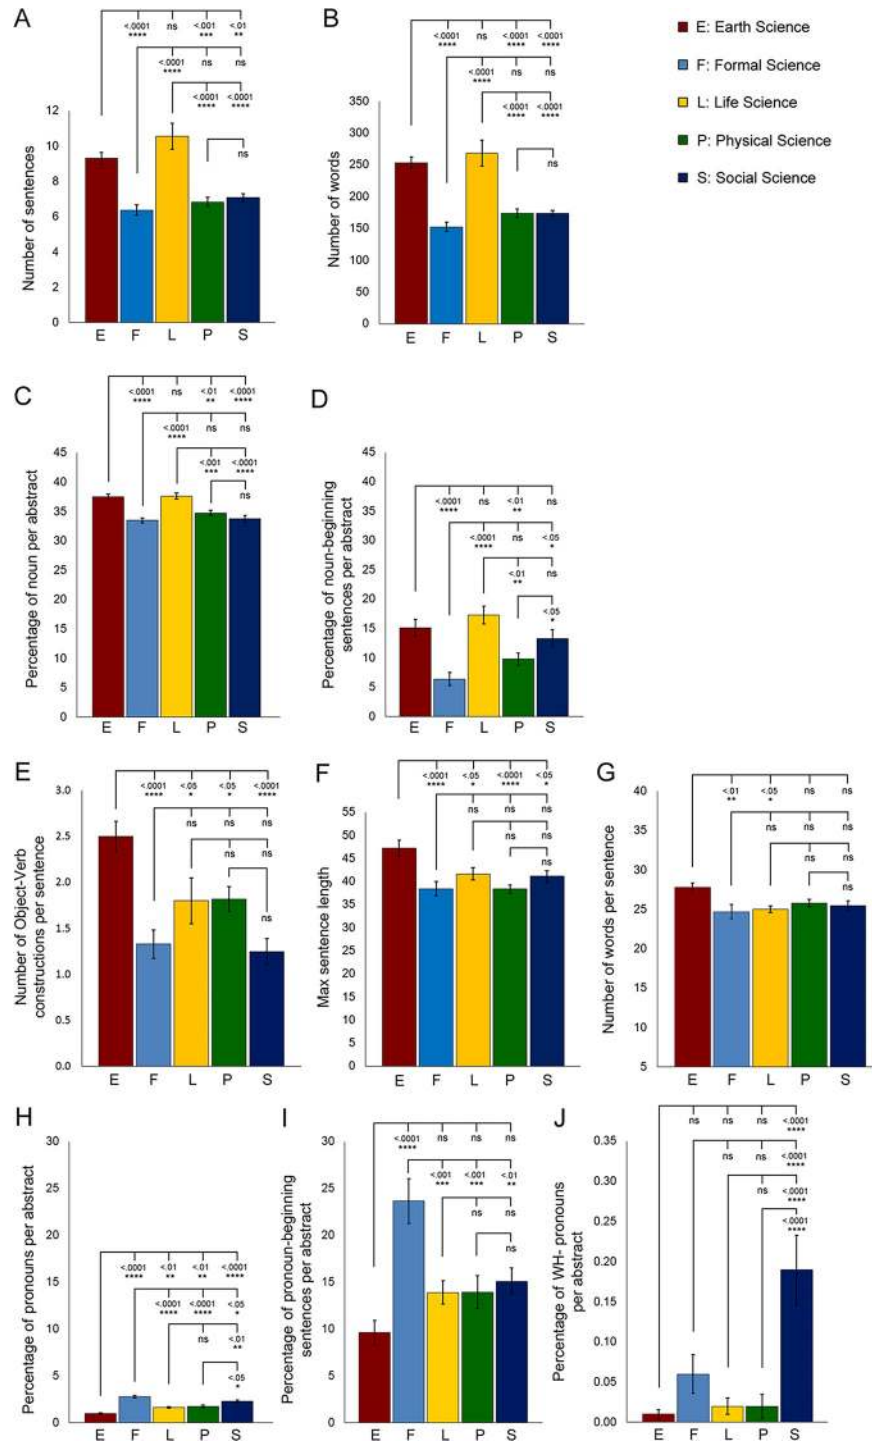 A
<.0001 ns <.001 <.01
**** *** **
<.0001 ns ns
****
<.0001 <.0001
**** ****
ns
Number of sentences
12
10
8
6
4
2
0
E F L P S
B
<.0001 ns <.0001 <.0001
**** **** ****
<.0001 ns ns
****
<.0001 <.0001
**** ****
ns
Number of words
350
300
250
200
150
100
50
0
E F L P S
E: Earth Science
F: Formal Science
L: Life Science
P: Physical Science
S: Social Science
C
<.0001 ns <.01 <.0001
**** ** ****
<.0001 ns ns
****
<.001 <.0001
*** ****
ns
Percentage of noun per abstract
45
40
35
30
25
20
15
10
5
0
E F L P S
D
<.0001 ns <.01 ns
**** **
<.0001 ns <.05
**** *
<.01 ns
**
<.05
*
Percentage of noun-beginning
sentences per abstract
45
40
35
30
25
20
15
10
5
0
E F L P S
E
<.0001 <.05 <.05 <.0001
**** * * ****
ns ns ns
ns ns
ns
Number of Object-Verb
constructions per sentence
3.0
2.5
2.0
1.5
1.0
0.5
0.0
E F L P S
F
<.0001 <.05 <.0001 <.05
**** * **** *
ns ns ns
ns ns
ns
Max sentence length
55
50
45
40
35
30
25
20
15
10
5
0
E F L P S
G
<.01 <.05 ns ns
** *
ns ns ns
ns ns
ns
Number of words per sentence
40
35
30
25
20
15
10
5
E F L P S
H
<.0001 <.01 <.01 <.0001
**** ** ** ****
<.0001 <.0001 <.05
**** **** *
ns <.01
**
<.05
*
Percentage of pronouns per abstract
30
25
20
15
10
5
0
E F L P S
I
<.0001 ns ns ns
****
<.001 <.001 <.01
*** *** **
ns ns
ns
Percentage of pronoun-beginning
sentences per abstract
30
25
20
15
10
5
0
E F L P S
J
ns ns ns <.0001
****
ns ns <.0001
****
ns <.0001
****
<.0001
****
Percentage of WH- pronouns
per abstract
0.35
0.30
0.25
0.20
0.15
0.10
0.05
0.00
E F L P S